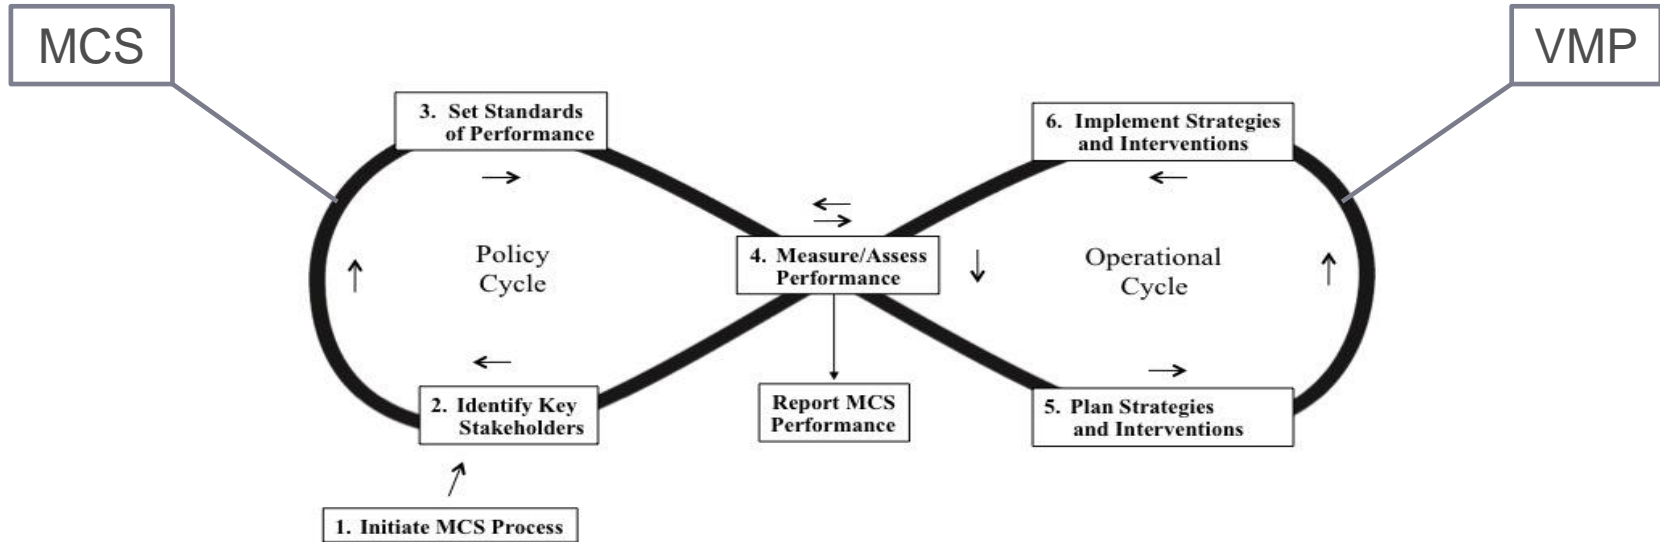 MCS
VMP
3. Set Standards
of Performance
6. Implement Strategies
and Interventions
Policy
Cycle
4. Measure/Assess
Performance
Operational
Cycle
2. Identify Key
Stakeholders
Report MCS
Performance
5. Plan Strategies
and Interventions
1. Initiate MCS Process